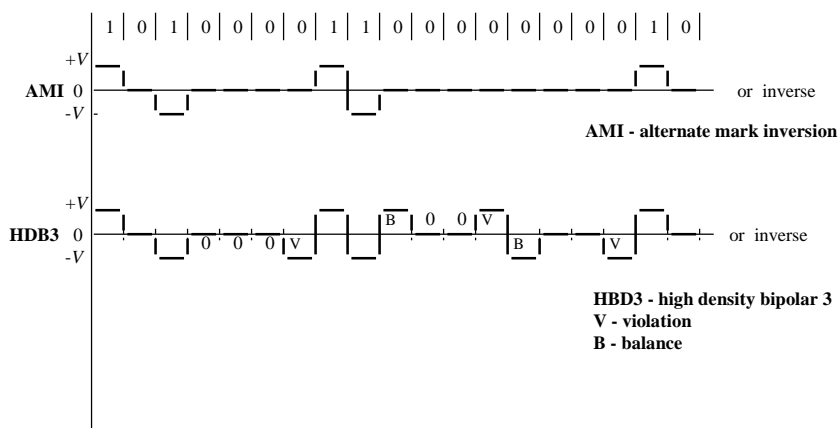 1 0 1 0 0 0 0 1 1 0 0 0 0 0 0 0 0 1 0
+V
AMI 0 or inverse
-V -
AMI - alternate mark inversion
+V
B 0 0 V
HDB3 0 or inverse
0 0 0 V B V
-V
HBD3 - high density bipolar 3
V - violation
B - balance